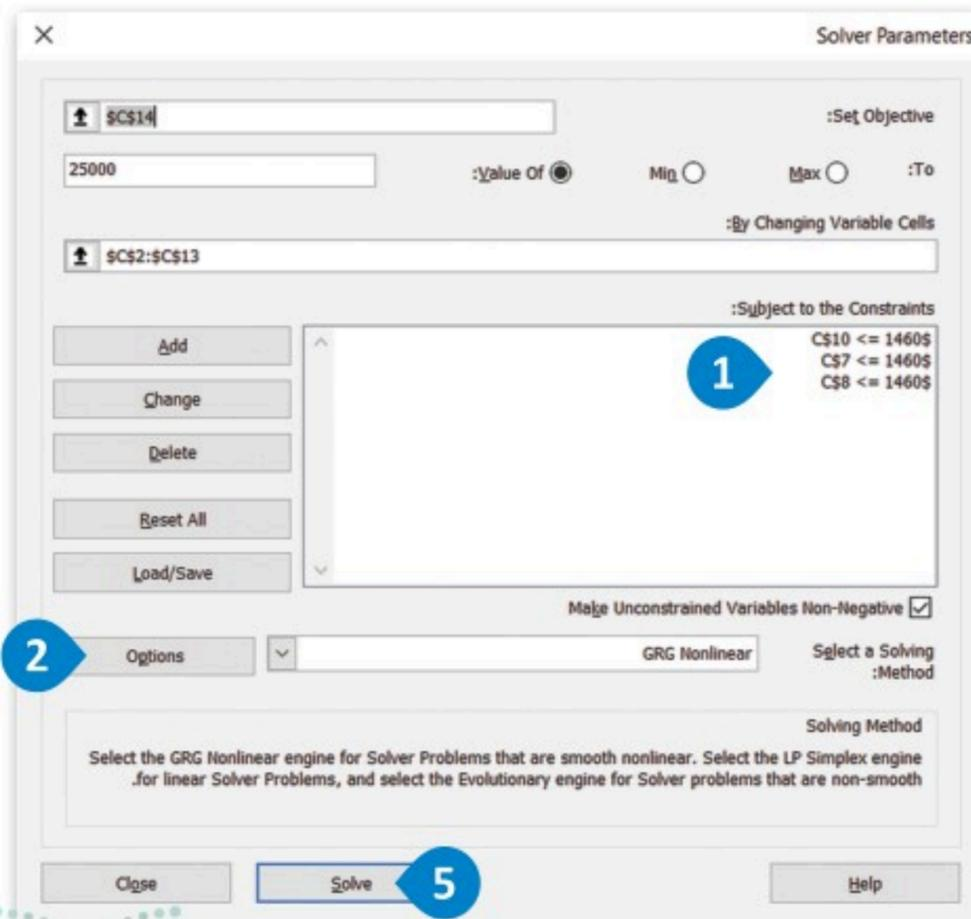 Solver Parameters
:Set Objective
$C$14
:To
Max
Min
:Value Of
25000
:By Changing Variable Cells
$C$2:$C$13
:Subject to the Constraints
C$10 <= 1460$
C$7 <= 1460$
C$8 <= 1460$
1
Add
Change
Delete
Reset All
Load/Save
Make Unconstrained Variables Non-Negative
Select a Solving
:Method
GRG Nonlinear
Options
2
Solving Method
Select the GRG Nonlinear engine for Solver Problems that are smooth nonlinear. Select the LP Simplex engine
.for linear Solver Problems, and select the Evolutionary engine for Solver problems that are non-smooth
Help
5
Solve
Close